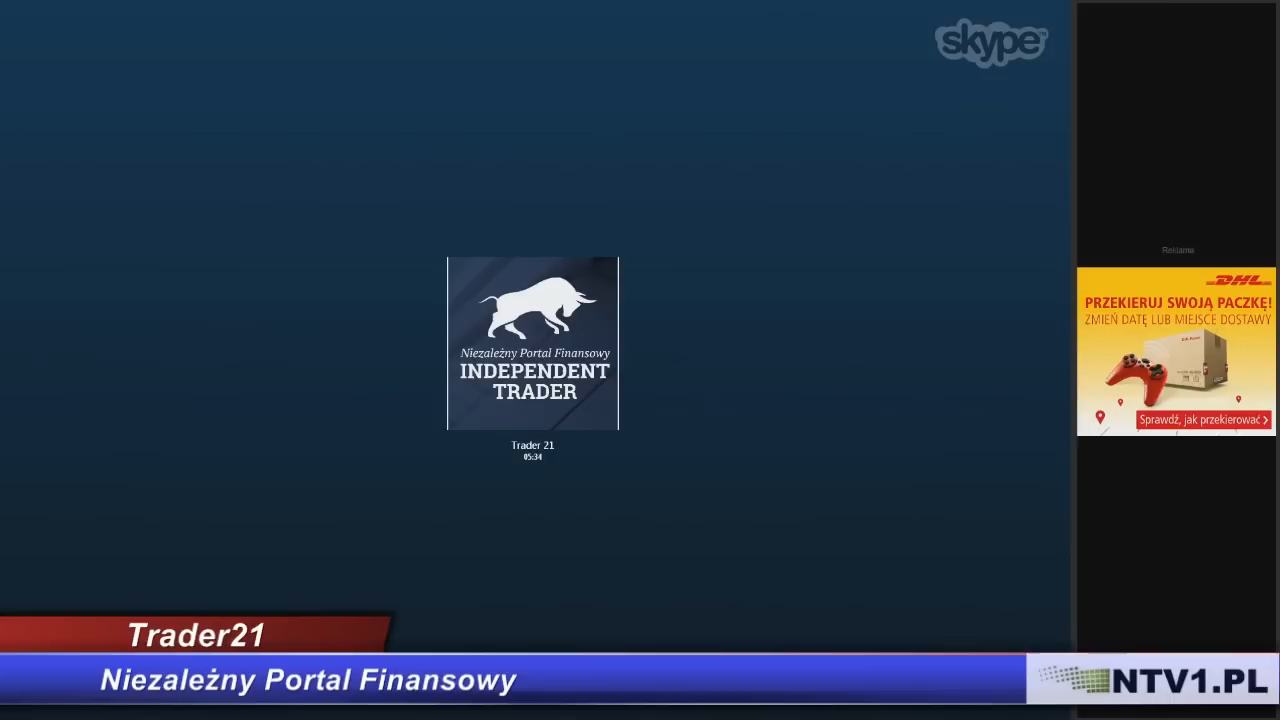 skype
Reklama
DHL
PRZEKIERUJ SWOJĄ PACZKĘ!
ZMIEŃ DATĘ LUB MIEJSCE DOSTAWY
Sprawdź, jak przekierować
Niezależny Portal Finansowy
INDEPENDENT
TRADER
Trader 21
05:34
Trader21
Niezależny Portal Finansowy
NTV1.PL